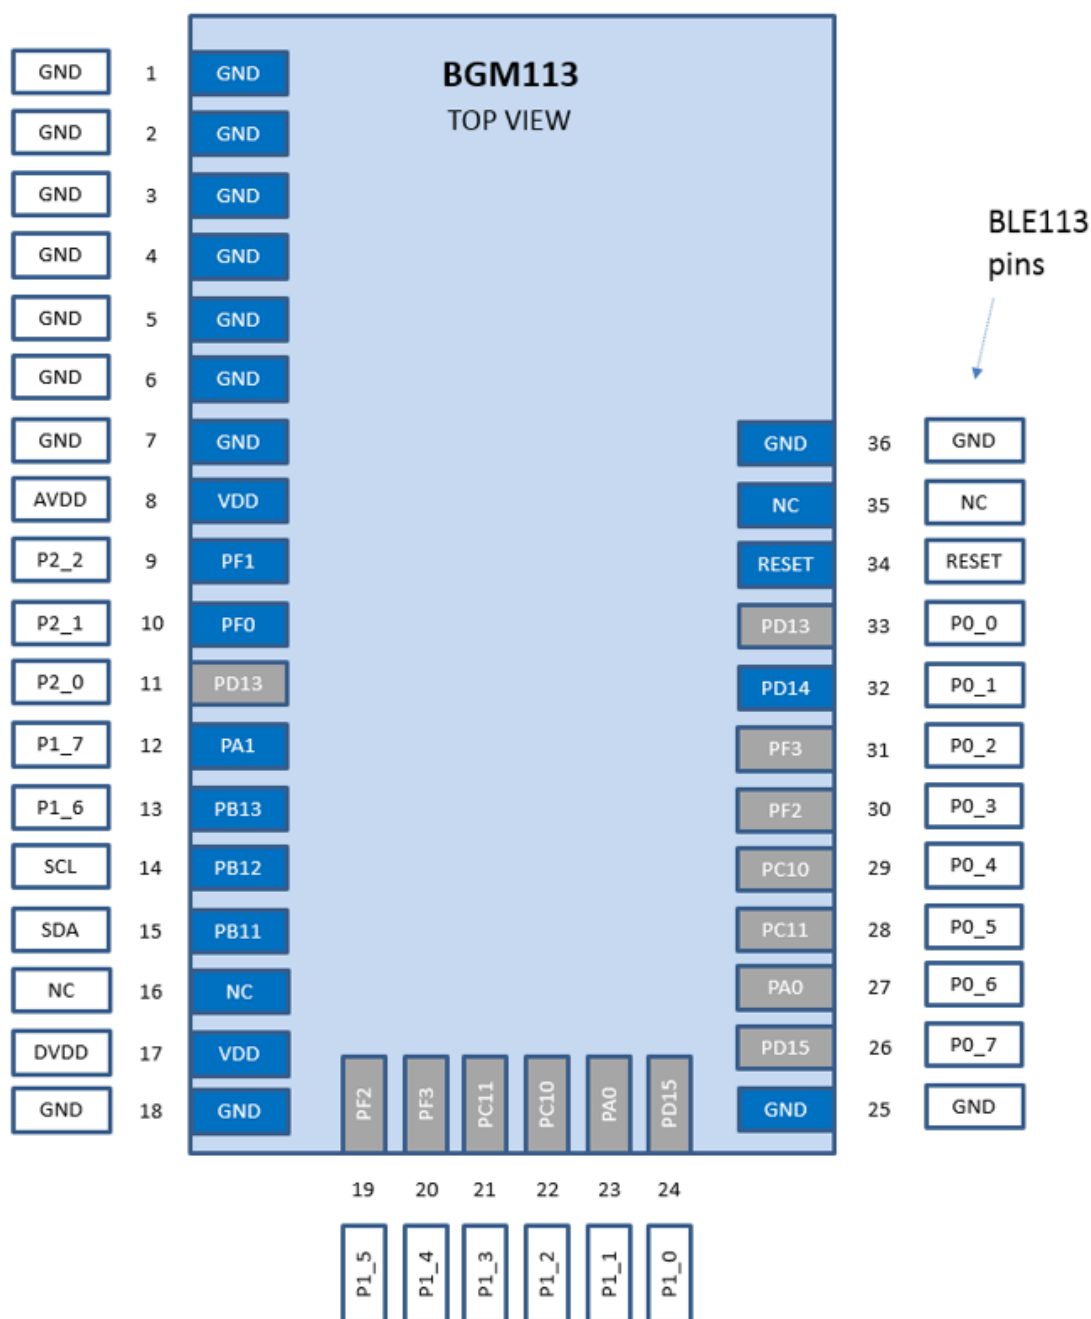 BGM113
TOP VIEW
BLE113
pins
GND 1 GND
GND 2 GND
GND 3 GND
GND 4 GND
GND 5 GND
GND 6 GND
GND 7 GND
AVDD 8 VDD
P2_2 9 PF1
P2_1 10 PF0
P2_0 11 PD13
P1_7 12 PA1
P1_6 13 PB13
SCL 14 PB12
SDA 15 PB11
NC 16 NC
DVDD 17 VDD
GND 18 GND
GND 36 GND
NC 35 NC
RESET 34 RESET
PD13 33 P0_0
PD14 32 P0_1
PF3 31 P0_2
PF2 30 P0_3
PC10 29 P0_4
PC11 28 P0_5
PA0 27 P0_6
PD15 26 P0_7
GND 25 GND
PF2 PF3 PC11 PC10 PA0 PD15
19 20 21 22 23 24
P1_5 P1_4 P1_3 P1_2 P1_1 P1_0